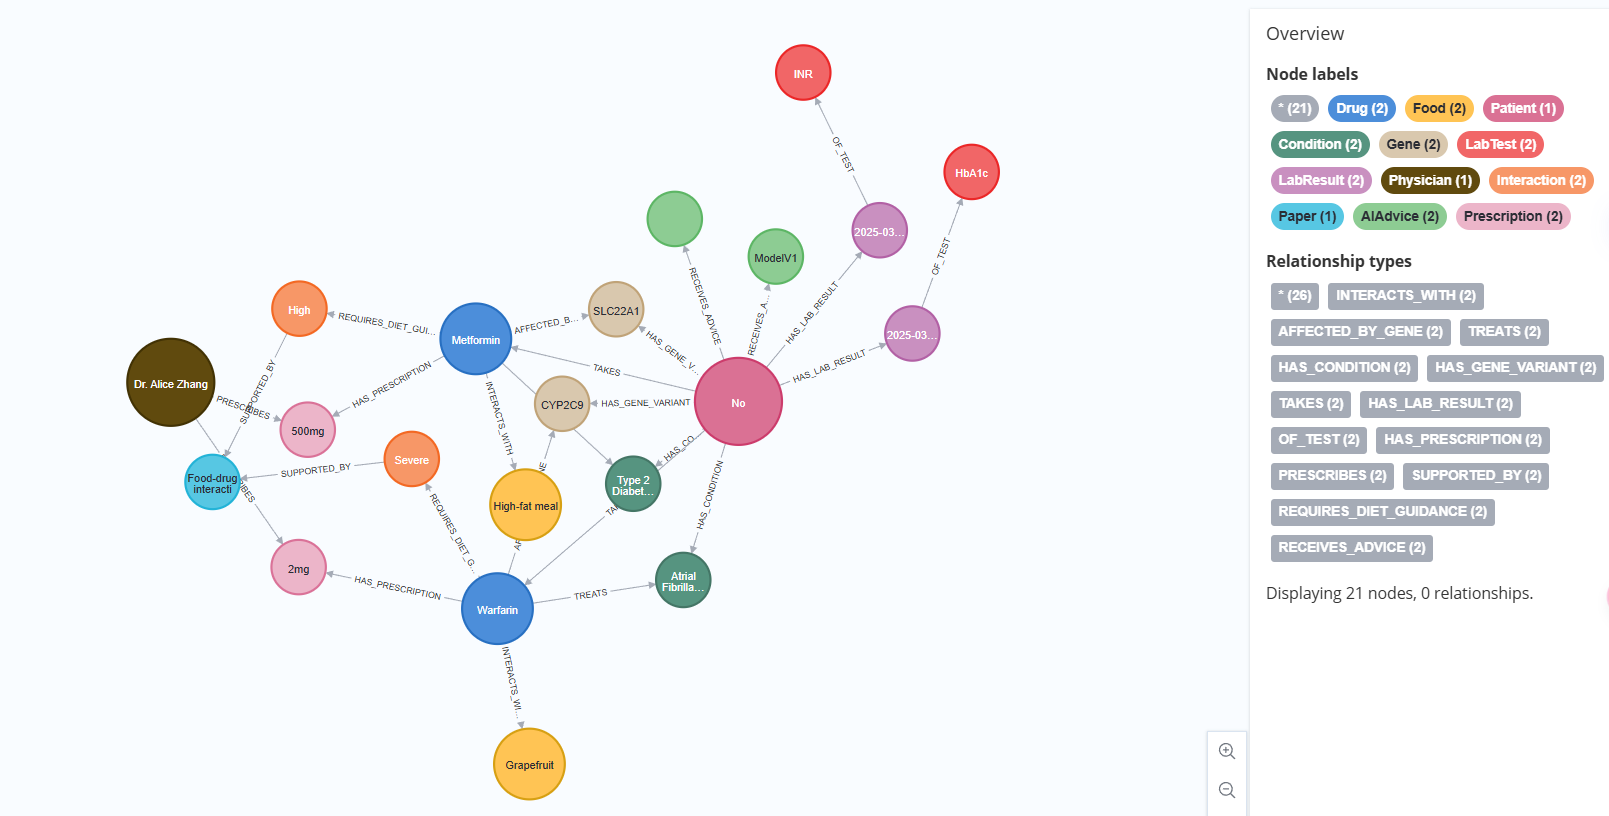 INR
OF_TEST
HbA1c
OF_TEST
2025-03...
2025-03...
ModelV1
RECEIVES_ADVICE
RECEIVES_A...
HAS_LAB_RESULT
HAS_LAB_RESULT
High
REQUIRES_DIET_GUI...
Metformin
AFFECTED_B...
SLC22A1
HAS_GENE_V...
TAKES
Dr. Alice Zhang
PRESCRIBES
SUPPORTED_BY
HAS_PRESCRIPTION
500mg
INTERACTS_WITH
CYP2C9
HAS_GENE_VARIANT
No
HAS_CO...
HAS_CONDITION
Food-drug
interacti
SUPPORTED_BY
Severe
IBES
REQUIRES_DIET_G...
High-fat meal
NE
AF
Type 2
Diabet...
TA
2mg
HAS_PRESCRIPTION
Warfarin
TREATS
Atrial
Fibrilla...
INTERACTS_WI...
Grapefruit
Overview
Node labels
* (21) Drug (2) Food (2) Patient (1)
Condition (2) Gene (2) LabTest (2)
LabResult (2) Physician (1) Interaction (2)
Paper (1) AIAdvice (2) Prescription (2)
Relationship types
* (26) INTERACTS_WITH (2)
AFFECTED_BY_GENE (2) TREATS (2)
HAS_CONDITION (2) HAS_GENE_VARIANT (2)
TAKES (2) HAS_LAB_RESULT (2)
OF_TEST (2) HAS_PRESCRIPTION (2)
PRESCRIBES (2) SUPPORTED_BY (2)
REQUIRES_DIET_GUIDANCE (2)
RECEIVES_ADVICE (2)
Displaying 21 nodes, 0 relationships.